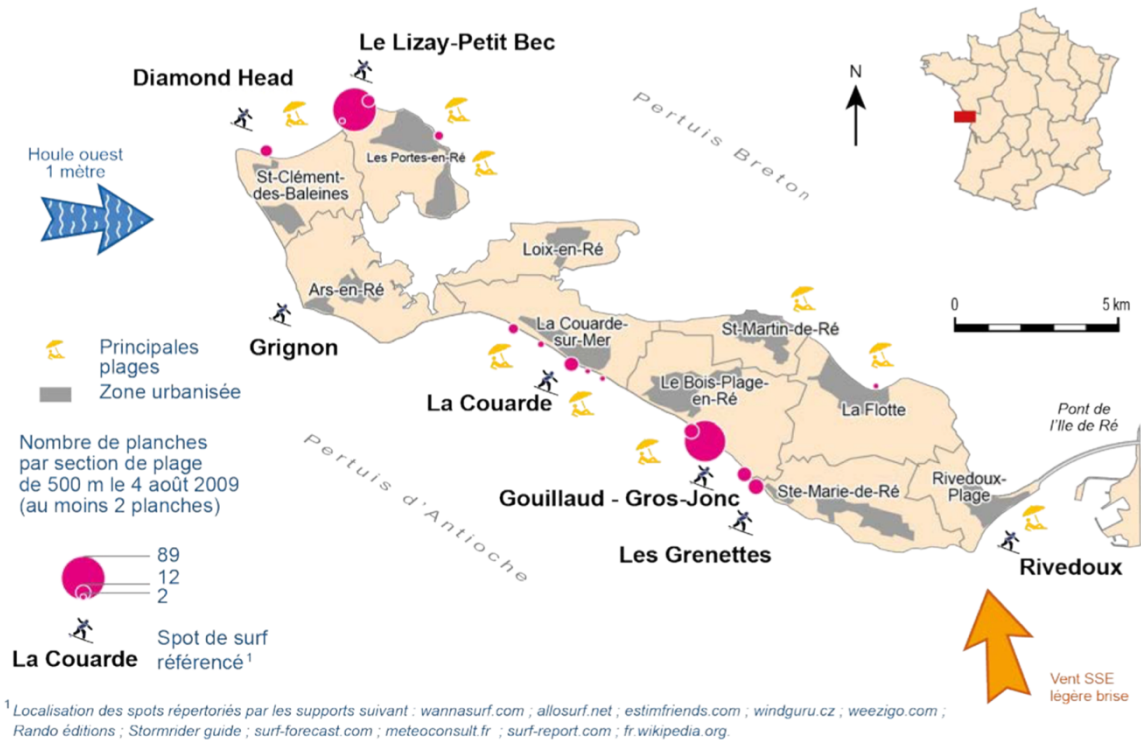 Le Lizay-Petit Bec
Diamond Head
N
Pertuis Breton
Houle ouest
1 mètre
Les Portes-en-Ré
St-Clément-
des-Baleines
Loix-en-Ré
Ars-en-Ré
0 5 km
La Couarde-
sur-Mer
St-Martin-de-Ré
Grignon
Principales
plages
Zone urbanisée
Le Bois-Plage-
en-Ré
La Couarde
La Flotte
Pont de
l'Ile de Ré
Nombre de planches
par section de plage
de 500 m le 4 août 2009
(au moins 2 planches)
Pertuis d'Antioche
Rivedoux-
Plage
Gouillaud - Gros-Jonc
Ste-Marie-de-Ré
Les Grenettes
Rivedoux
89
12
2
La Couarde
Spot de surf
référencé 1
Vent SSE
légère brise
1 Localisation des spots répertoriés par les supports suivant : wannasurf.com ; allosurf.net ; estimfriends.com ; windguru.cz ; weezigo.com ;
Rando éditions ; Stormrider guide ; surf-forecast.com ; meteoconsult.fr ; surf-report.com ; fr.wikipedia.org.